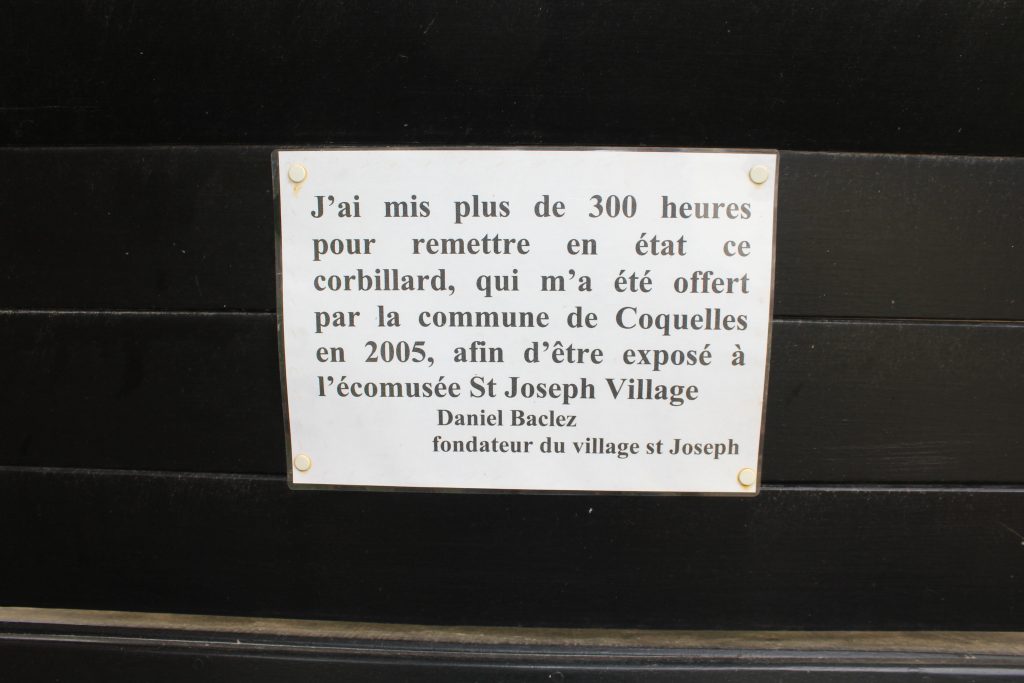 J'ai mis plus de 300 heures
pour remettre en état ce
corbillard, qui m'a été offert
par la commune de Coquelles
en 2005, afin d'être exposé à
l'écomusée St Joseph Village
Daniel Baclez
fondateur du village st Joseph